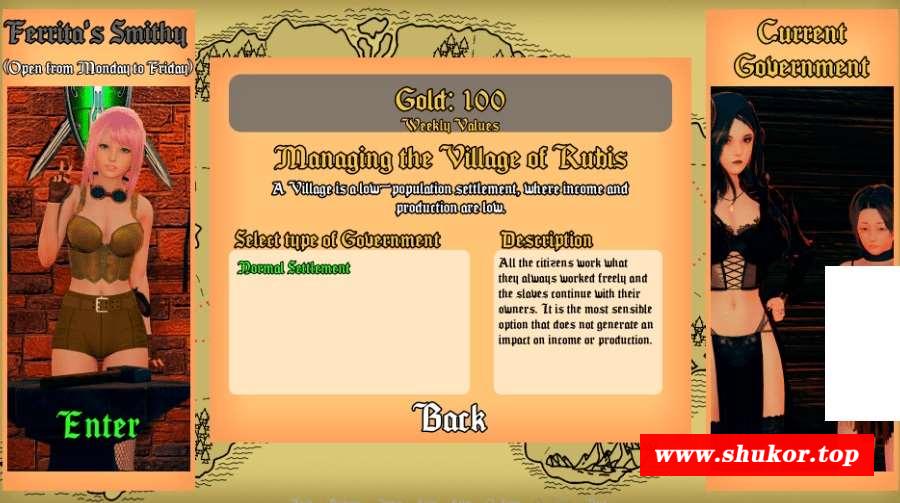 Ferrita's Smithy
(Open from Monday to Friday)
Enter
Gold: 100
Weekly Values
Managing the Village of Rubis
A Village is a low-population settlement, where income and
production are low.
Select type of Government
Normal Settlement
Description
All the citizens work what
they always worked freely and
the slaves continue with their
owners. It is the most sensible
option that does not generate an
impact on income or production.
Back
Current
Government
www.shukor.top